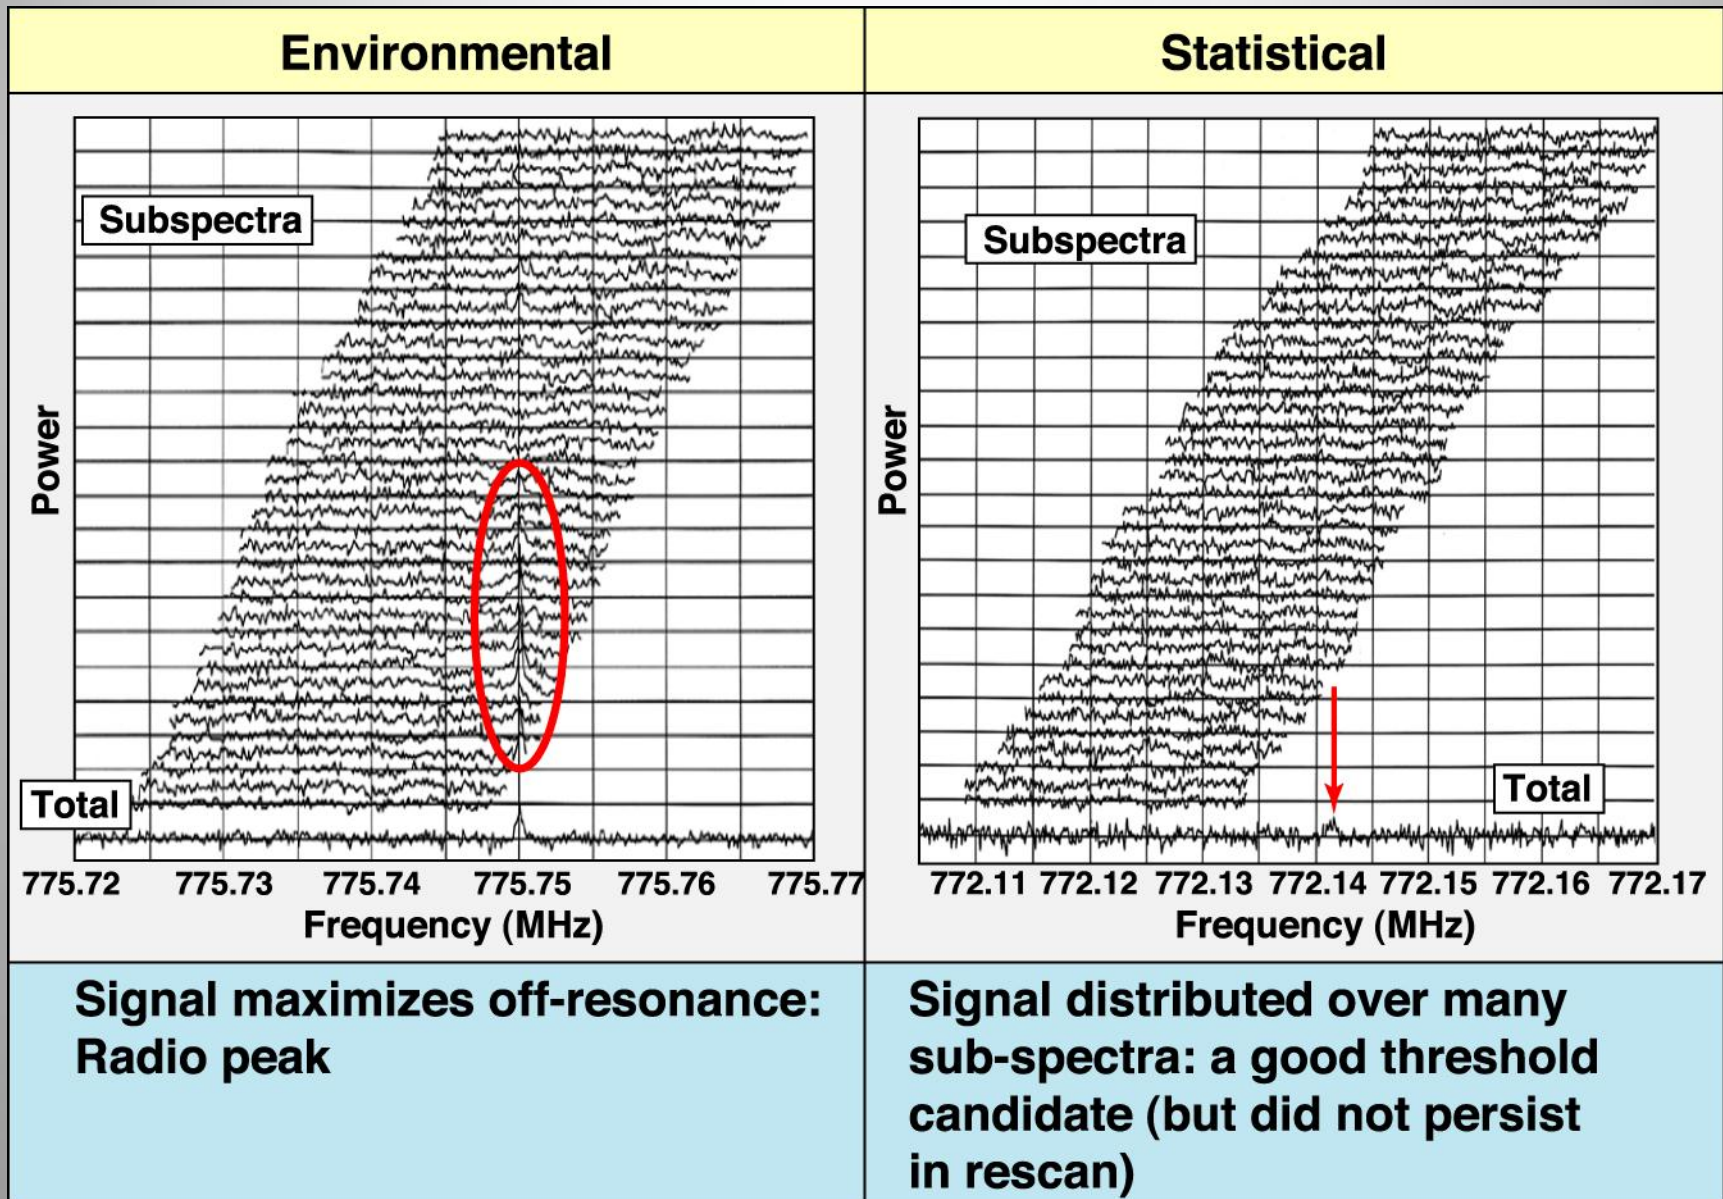 Environmental
Statistical
Subspectra
Power
Total
775.72 775.73 775.74 775.75 775.76 775.77
Frequency (MHz)
Subspectra
Power
Total
772.11 772.12 772.13 772.14 772.15 772.16 772.17
Frequency (MHz)
Signal maximizes off-resonance:
Radio peak
Signal distributed over many
sub-spectra: a good threshold
candidate (but did not persist
in rescan)